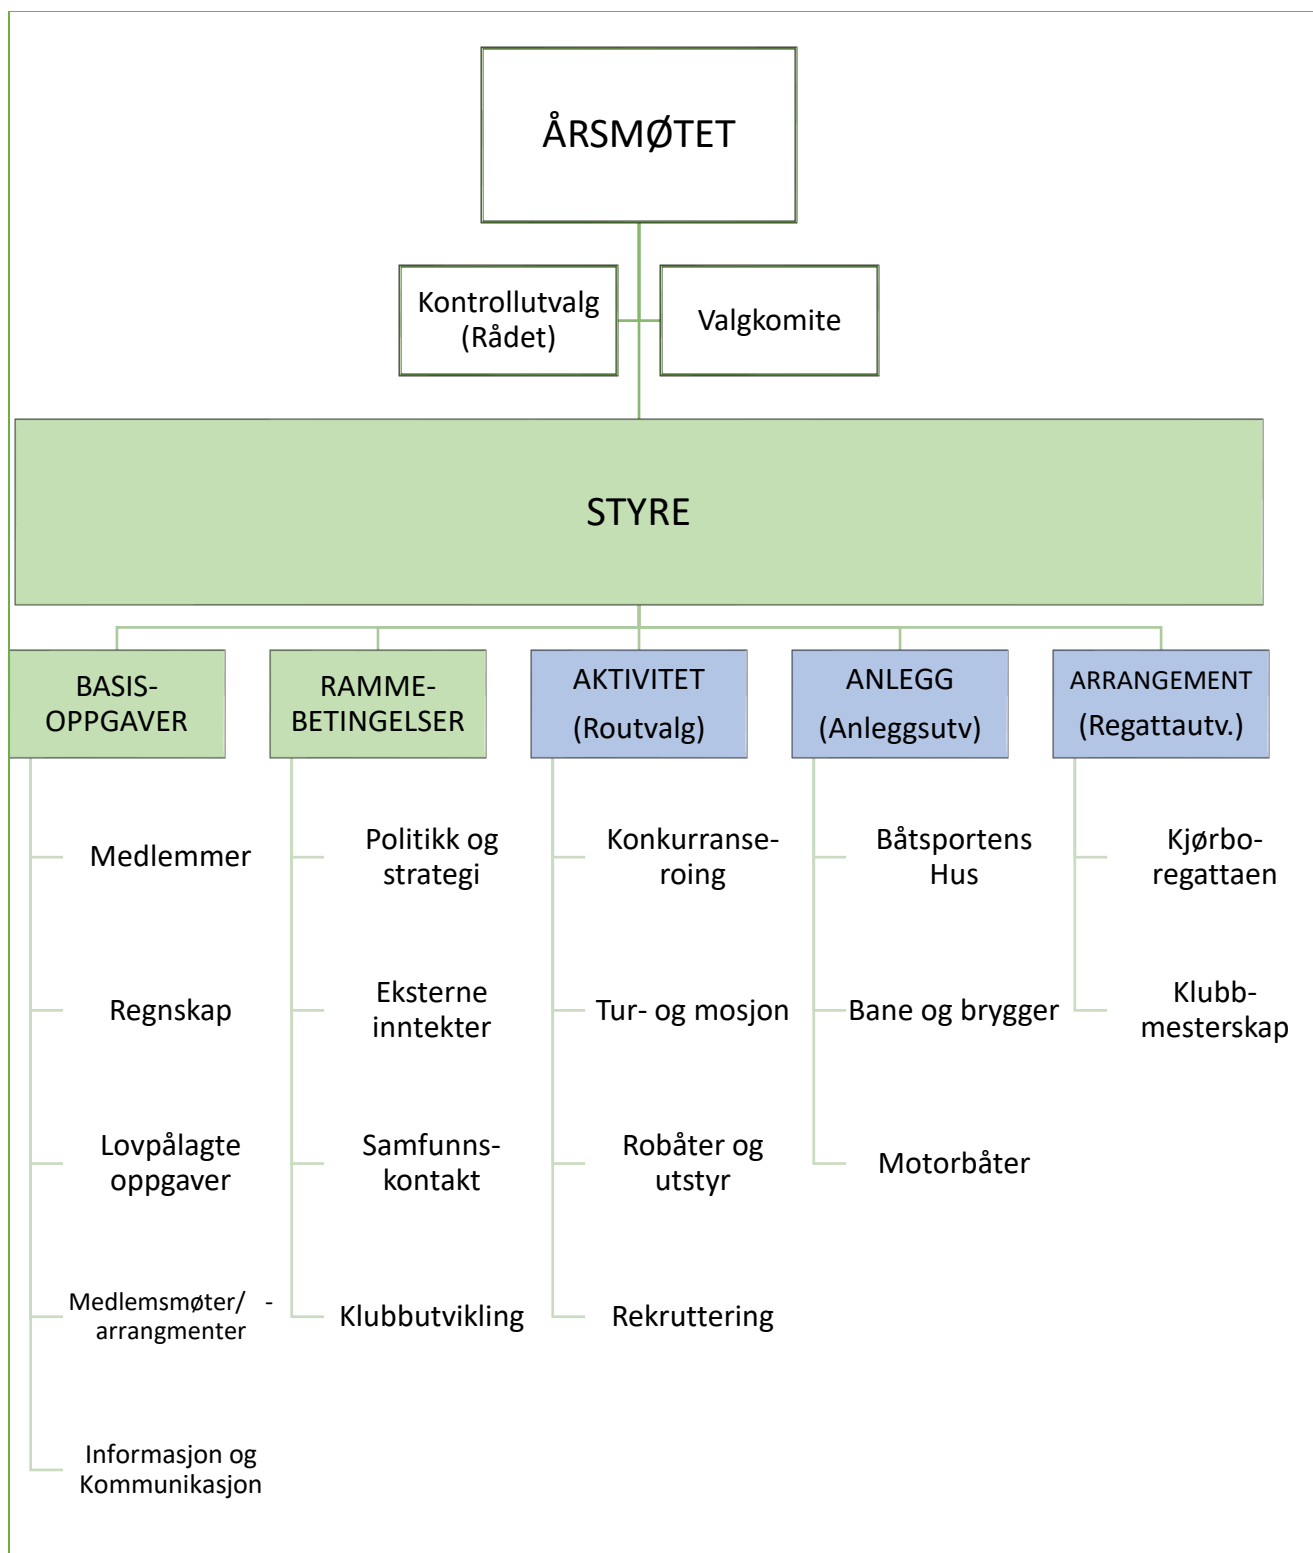 ÅRSMØTET
Kontrollutvalg
(Rådet)
Valgkomite
STYRE
BASIS-
OPPGAVER
RAMME-
BETINGELSER
AKTIVITET
(Routvalg)
ANLEGG
(Anleggsutv)
ARRANGEMENT
(Regattautv.)
Medlemmer
Regnskap
Lovpålagte
oppgaver
Medlemsmøter/ -
arrangmenter
Informasjon og
Kommunikasjon
Politikk og
strategi
Eksterne
inntekter
Samfunns-
kontakt
Klubbutvikling
Konkurranse-
roing
Tur- og mosjon
Robåter og
utstyr
Rekruttering
Båtsportens
Hus
Bane og brygger
Motorbåter
Kjørbo-
regattaen
Klubb-
mesterskap